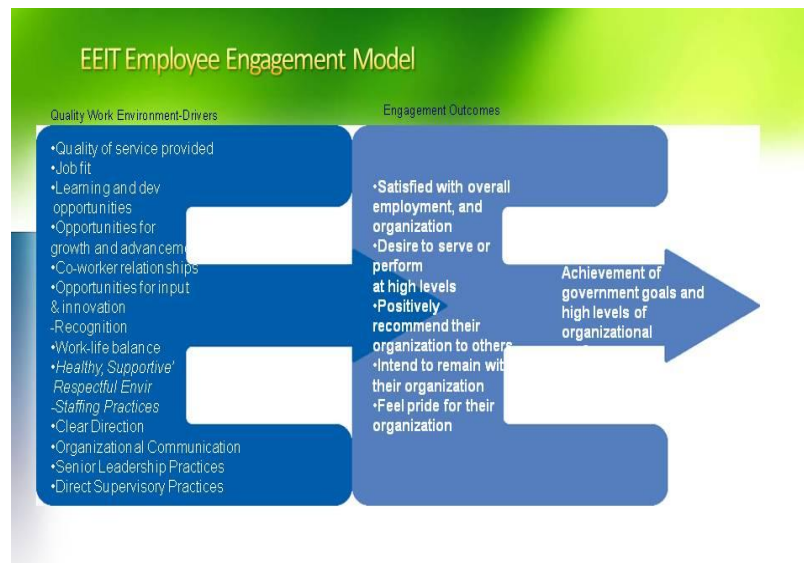 EEIT Employee Engagement Model
Quality Work Environment-Drivers
•Quality of service provided
•Job fit
•Learning and dev
opportunities
•Opportunities for
growth and advanceme
•Co-worker relationships
•Opportunities for input
& innovation
-Recognition
•Work-life balance
•Healthy, Supportive'
Respectful Envir
-Staffing Practices
•Clear Direction
•Organizational Communication
•Senior Leadership Practices
•Direct Supervisory Practices
Engagement Outcomes
•Satisfied with overall
employment, and
organization
•Desire to serve or
perform
at high levels
•Positively
recommend their
organization to others
•Intend to remain wit
their organization
•Feel pride for their
organization
Achievement of
government goals and
high levels of
organizational